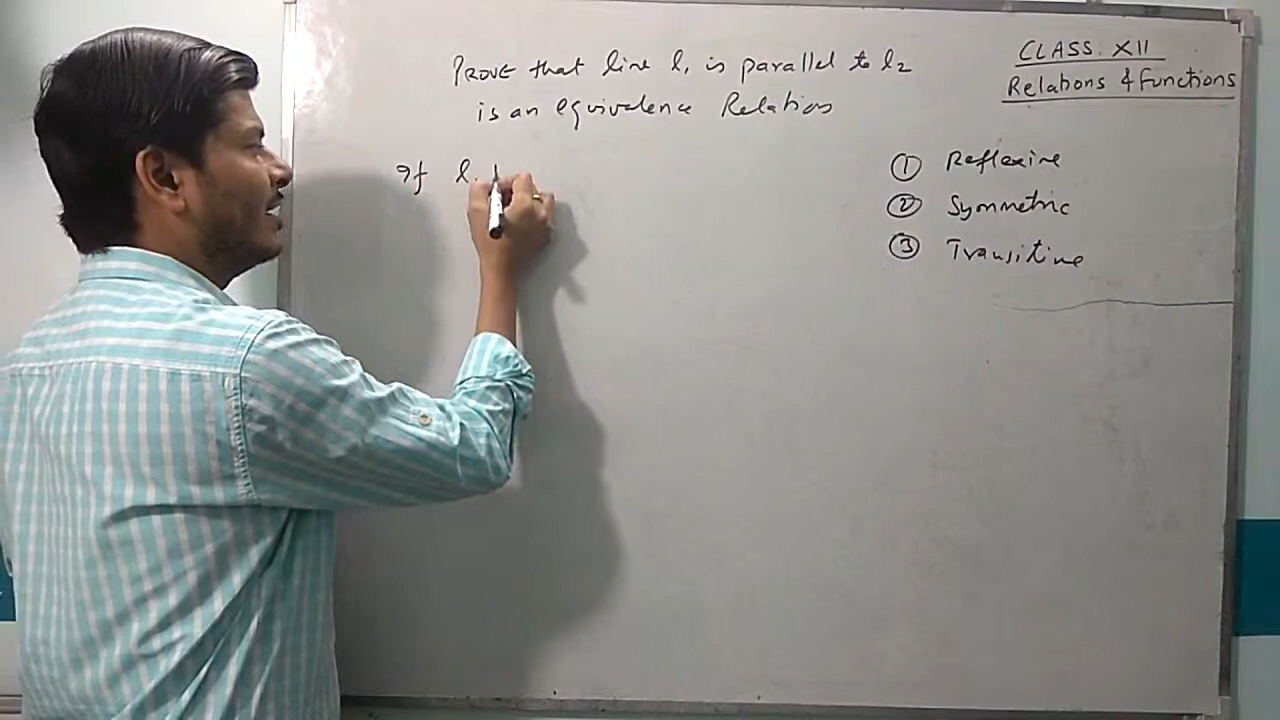 PROVE that line l₁ is parallel to l₂
is an equivalence Relation
If l₁
CLASS: XII
Relations & Functions
① Reflexive
② Symmetric
③ Transitive